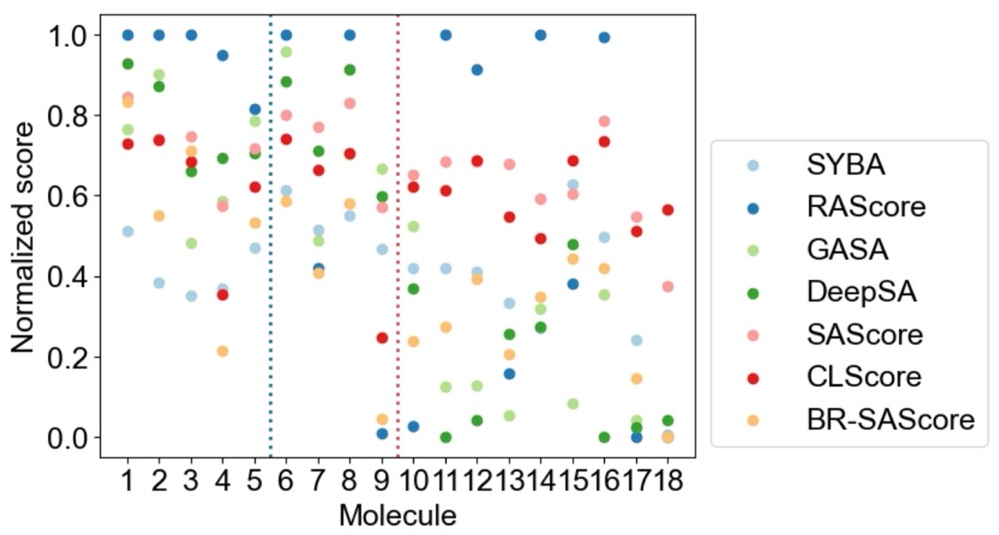 Normalized score
1.0
0.8
0.6
0.4
0.2
0.0
1 2 3 4 5 6 7 8 9 10 11 12 13 14 15 16 17 18
Molecule
SYBA
RAScore
GASA
DeepSA
SAScore
CLScore
BR-SAScore